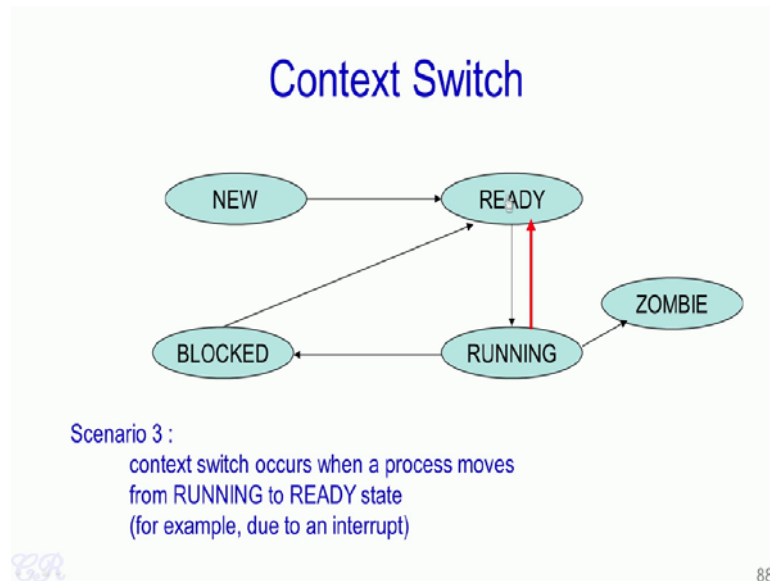 Context Switch
NEW
READY
ZOMBIE
BLOCKED
RUNNING
Scenario 3 :
context switch occurs when a process moves
from RUNNING to READY state
(for example, due to an interrupt)
CR
88